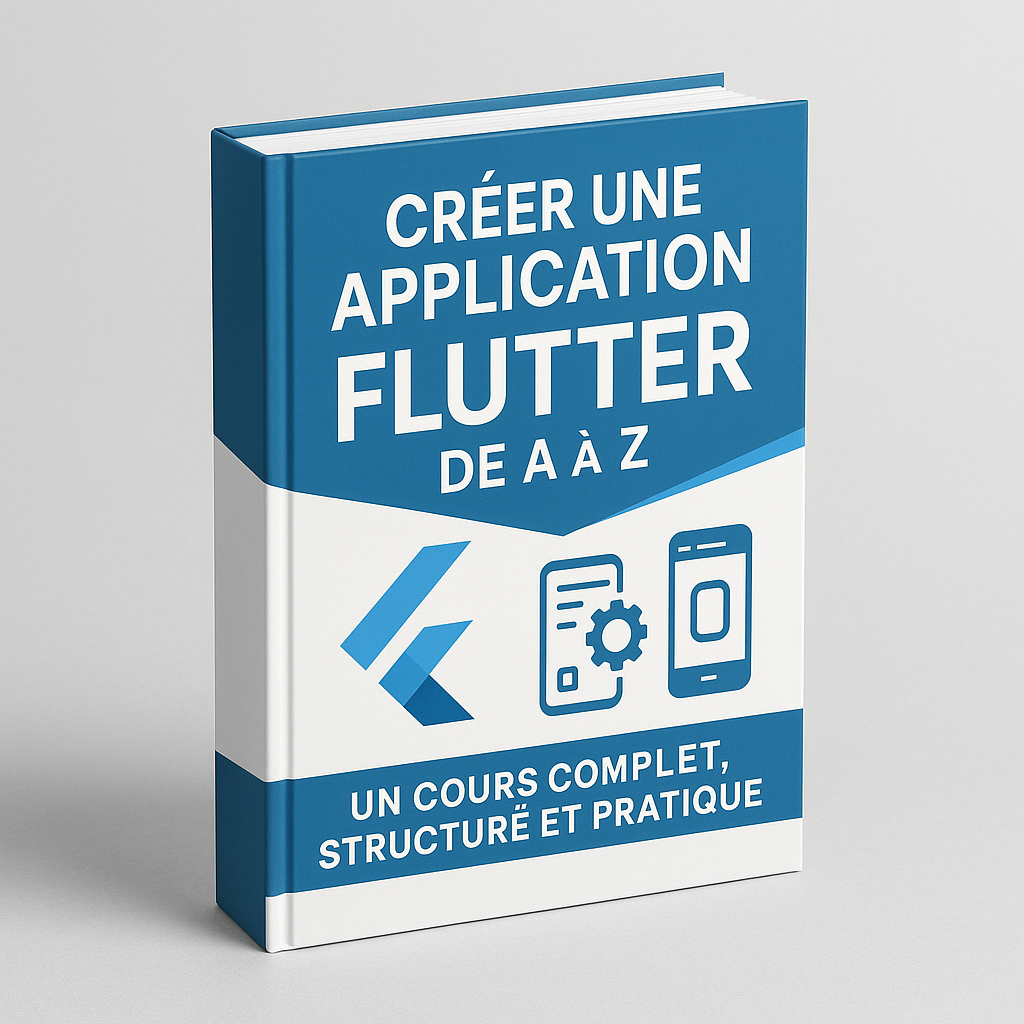 CRÉER UNE
APPLICATION
FLUTTER
DE A À Z
UN COURS COMPLET,
STRUCTURË ET PRATIQUE